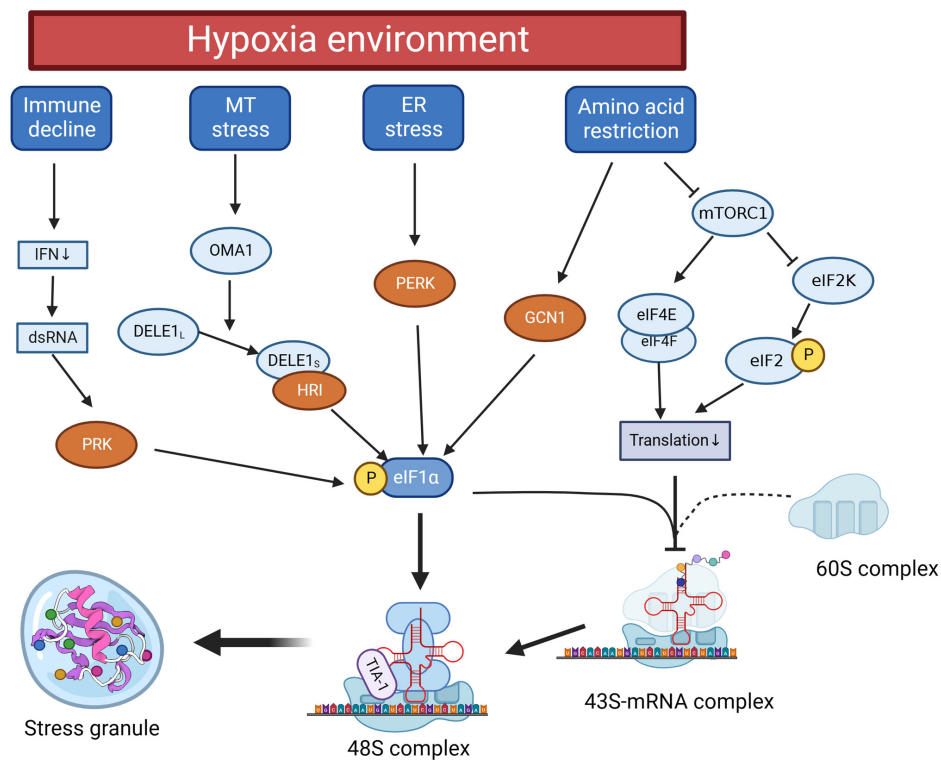 Hypoxia environment
Immune
decline
MT
stress
ER
stress
Amino acid
restriction
mTORC1
IFN↓
OMA1
PERK
eIF2K
dsRNA
DELE1L
GCN1
eIF4E
eIF4F
DELE1S
HRI
eIF2
P
PRK
Translation↓
P
eIF1α
60S complex
TIA-1
43S-mRNA complex
Stress granule
48S complex